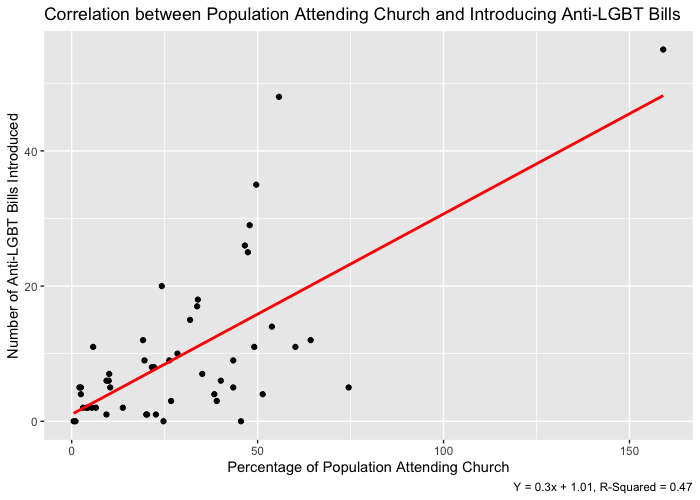 Correlation between Population Attending Church and Introducing Anti-LGBT Bills
Number of Anti-LGBT Bills Introduced
40
20
0
0 50 100 150
Percentage of Population Attending Church
Y = 0.3x + 1.01, R-Squared = 0.47